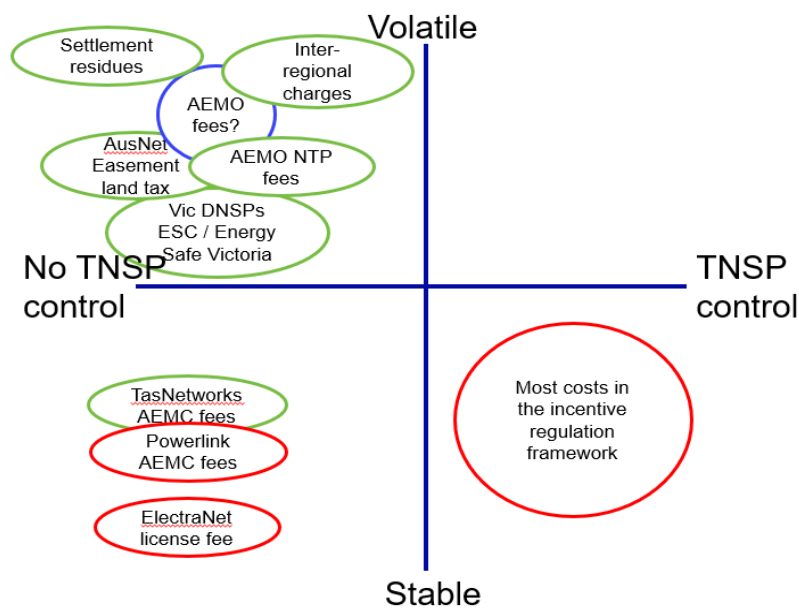 Volatile
Settlement
residues
Inter-
regional
charges
AEMO
fees?
AusNet
Easement
land tax
AEMO NTP
fees
Vic DNSPs
ESC / Energy
Safe Victoria
No TNSP
control
TNSP
control
TasNetworks
AEMC fees
Powerlink
AEMC fees
ElectraNet
license fee
Most costs in
the incentive
regulation
framework
Stable